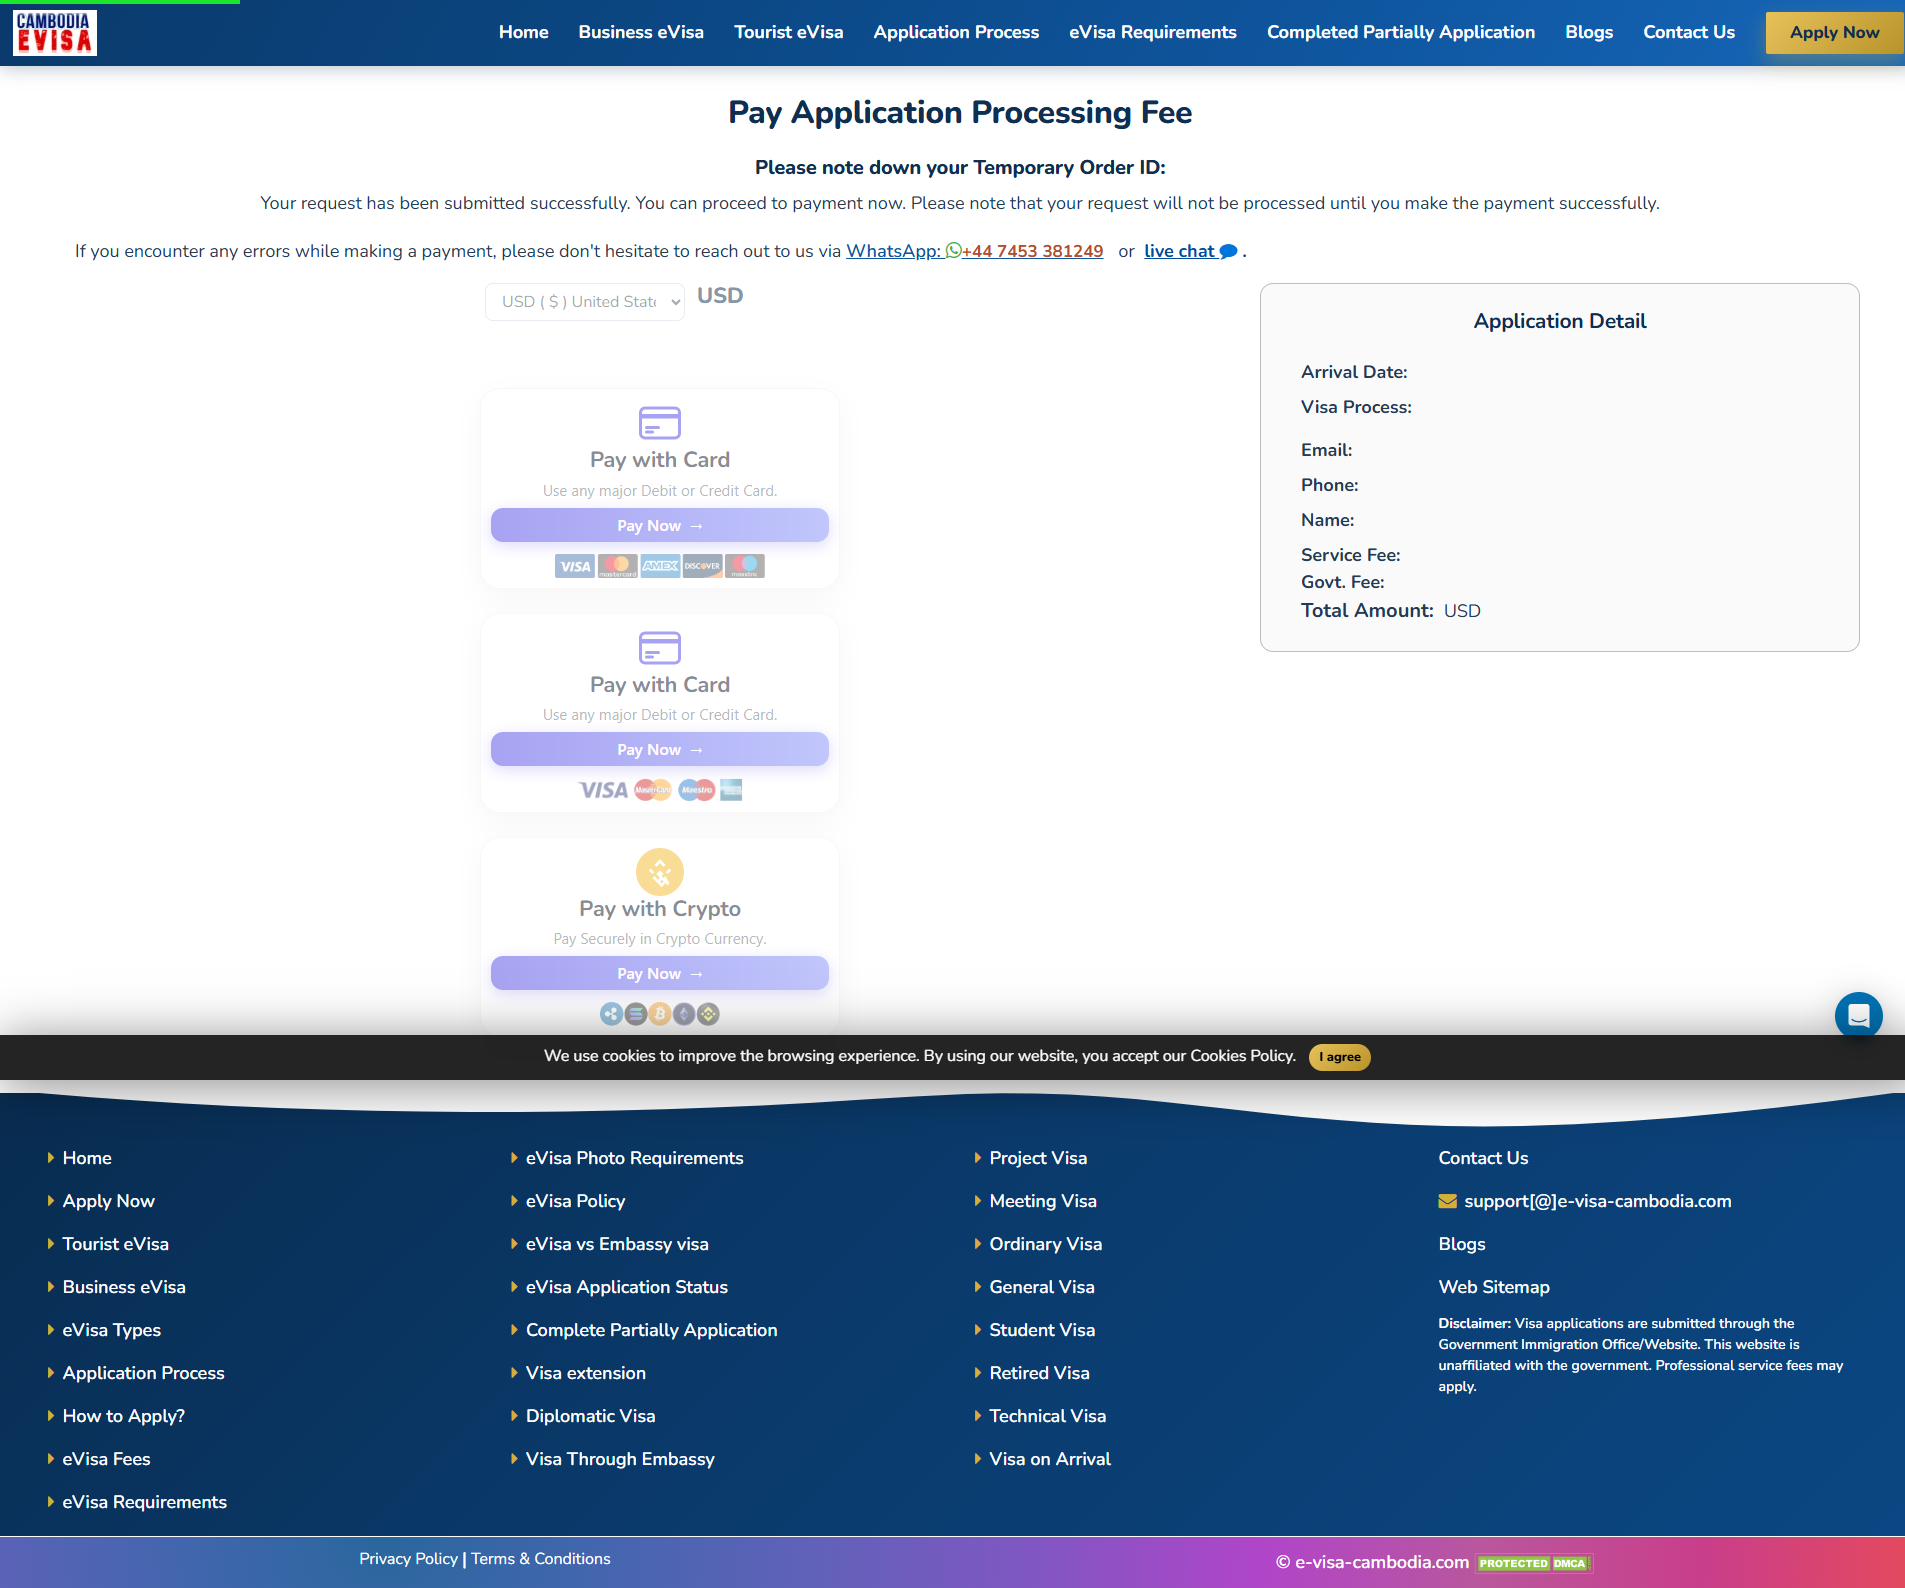 CAMBODIA
EVISA
Home
Business eVisa
Tourist eVisa
Application Process
eVisa Requirements
Completed Partially Application
Blogs
Contact Us
Apply Now
Pay Application Processing Fee
Please note down your Temporary Order ID:
Your request has been submitted successfully. You can proceed to payment now. Please note that your request will not be processed until you make the payment successfully.
If you encounter any errors while making a payment, please don't hesitate to reach out to us via WhatsApp: +44 7453 381249 or live chat .
USD ( $ ) United State
USD
Pay with Card
Use any major Debit or Credit Card.
Pay Now →
VISA mastercard AMEX DISCOVER maestro
Pay with Card
Use any major Debit or Credit Card.
Pay Now →
VISA MasterCard Maestro
Pay with Crypto
Pay Securely in Crypto Currency.
Pay Now →
Application Detail
Arrival Date:
Visa Process:
Email:
Phone:
Name:
Service Fee:
Govt. Fee:
Total Amount: USD
We use cookies to improve the browsing experience. By using our website, you accept our Cookies Policy.
I agree
Home
Apply Now
Tourist eVisa
Business eVisa
eVisa Types
Application Process
How to Apply?
eVisa Fees
eVisa Requirements
eVisa Photo Requirements
eVisa Policy
eVisa vs Embassy visa
eVisa Application Status
Complete Partially Application
Visa extension
Diplomatic Visa
Visa Through Embassy
Project Visa
Meeting Visa
Ordinary Visa
General Visa
Student Visa
Retired Visa
Technical Visa
Visa on Arrival
Contact Us
support[@]e-visa-cambodia.com
Blogs
Web Sitemap
Disclaimer: Visa applications are submitted through the
Government Immigration Office/Website. This website is
unaffiliated with the government. Professional service fees may
apply.
Privacy Policy | Terms & Conditions
© e-visa-cambodia.com
PROTECTED DMCA